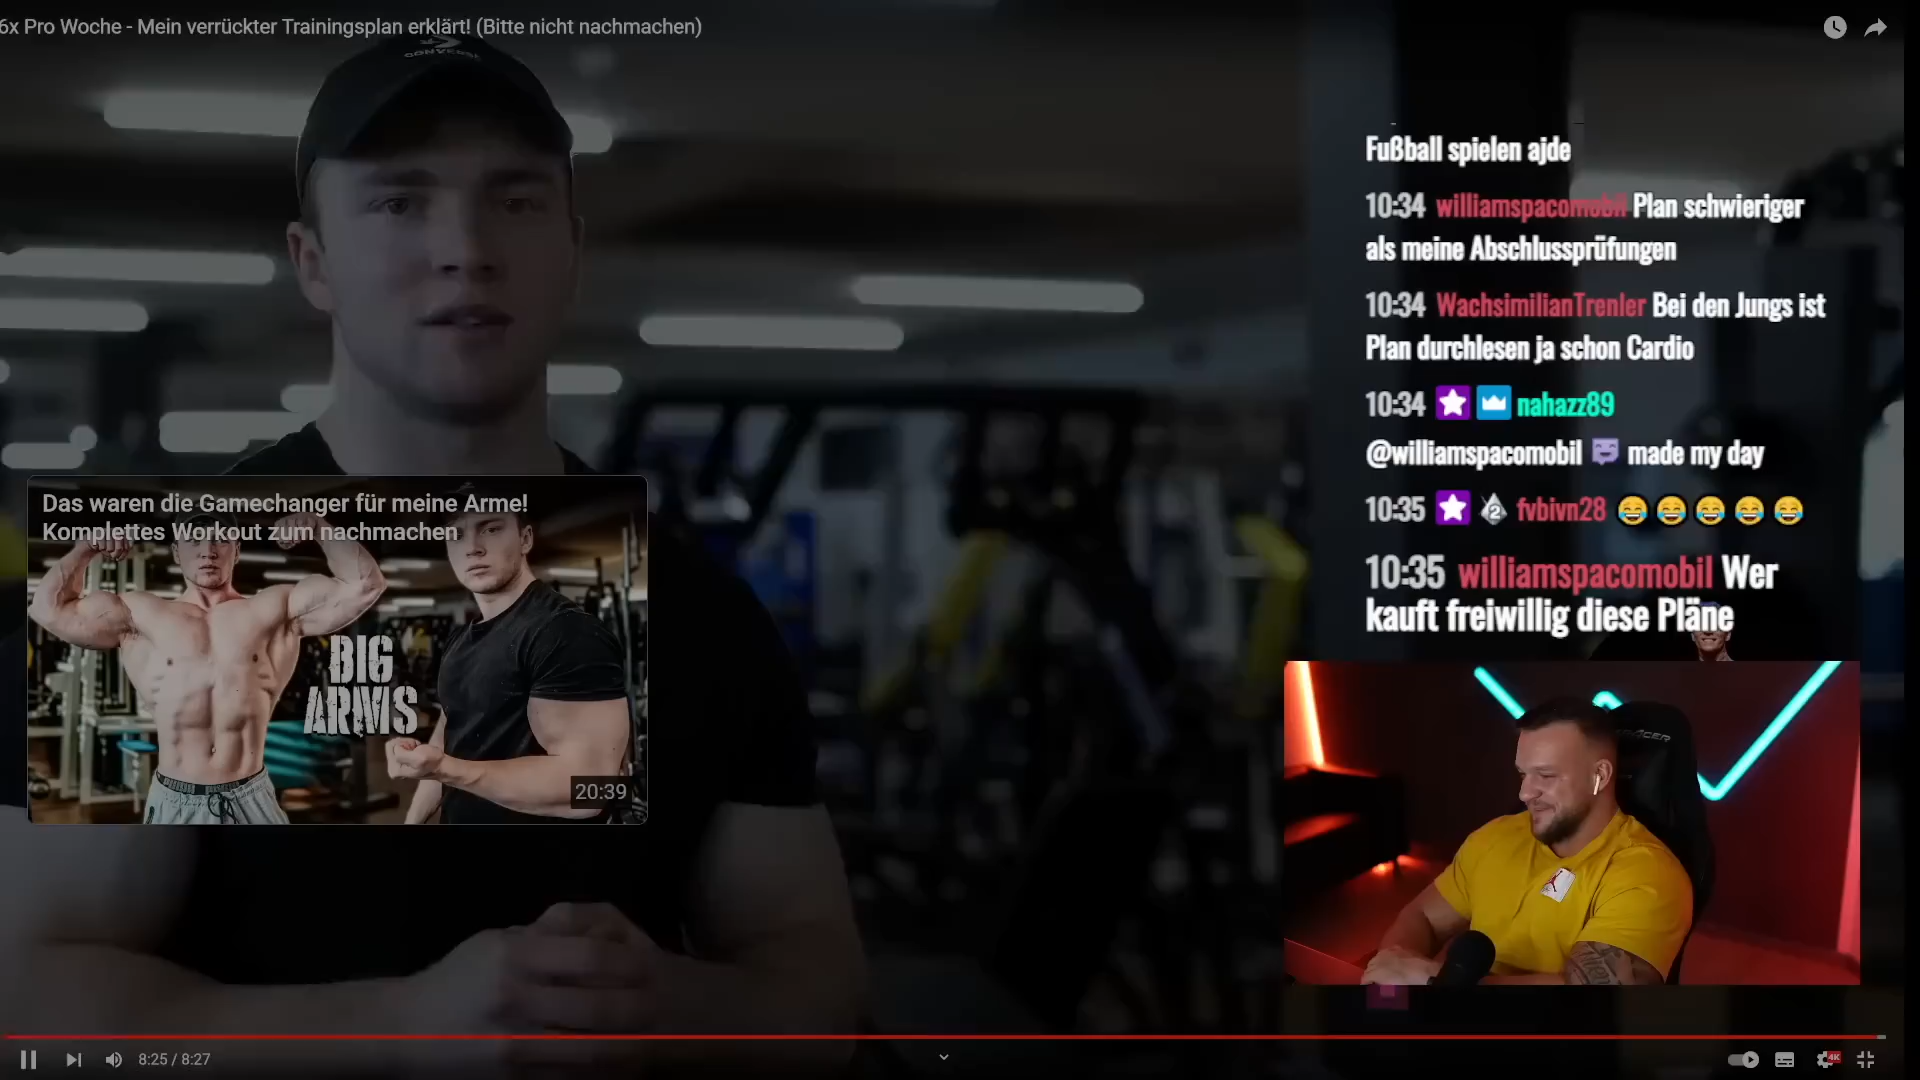 6x Pro Woche - Mein verrückter Trainingsplan erklärt! (Bitte nicht nachmachen)
CONVERSE
Fußball spielen ajde
10:34 williamspacomobil Plan schwieriger
als meine Abschlussprüfungen
10:34 WachsimilianTrenler Bei den Jungs ist
Plan durchlesen ja schon Cardio
10:34 nahazz89
@williamspacomobil made my day
10:35 2 fvbivn28 😂😂😂😂😂
10:35 williamspacomobil Wer
kauft freiwillig diese Pläne
Das waren die Gamechanger für meine Arme!
Komplettes Workout zum nachmachen
BIG
ARMS
20:39
8:25 / 8:27
4K